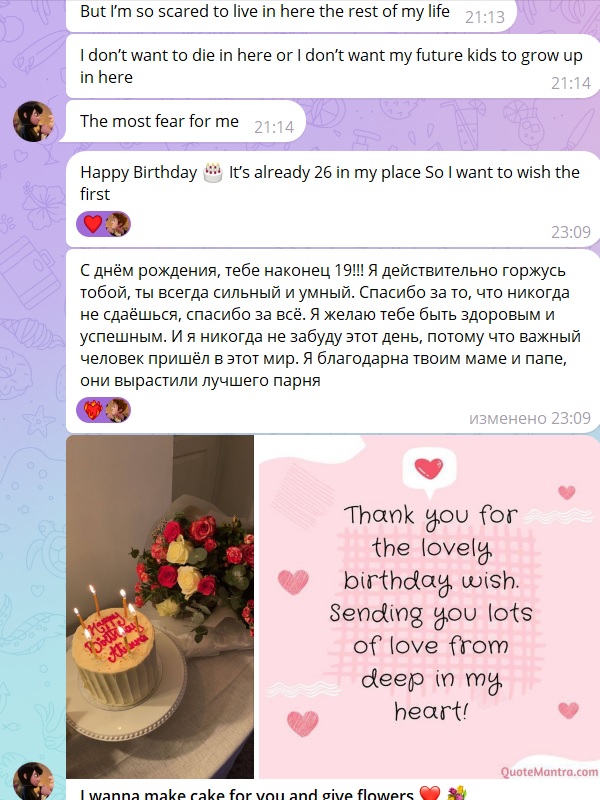 But I’m so scared to live in here the rest of my life 21:13
I don’t want to die in here or I don’t want my future kids to grow up
in here
21:14
The most fear for me 21:14
Happy Birthday 🎂 It’s already 26 in my place So I want to wish the
first
❤️
23:09
С днём рождения, тебе наконец 19!!! Я действительно горжусь
тобой, ты всегда сильный и умный. Спасибо за то, что никогда
не сдаёшься, спасибо за всё. Я желаю тебе быть здоровым и
успешным. И я никогда не забуду этот день, потому что важный
человек пришёл в этот мир. Я благодарна твоим маме и папе,
они вырастили лучшего парня
❤️‍🔥
изменено 23:09
Happy
Birthday
Thank you for
the lovely
birthday wish.
Sending you lots
of love from
deep in my
heart!
QuoteMantra.com
I wanna make cake for you and give flowers ❤️ 💐